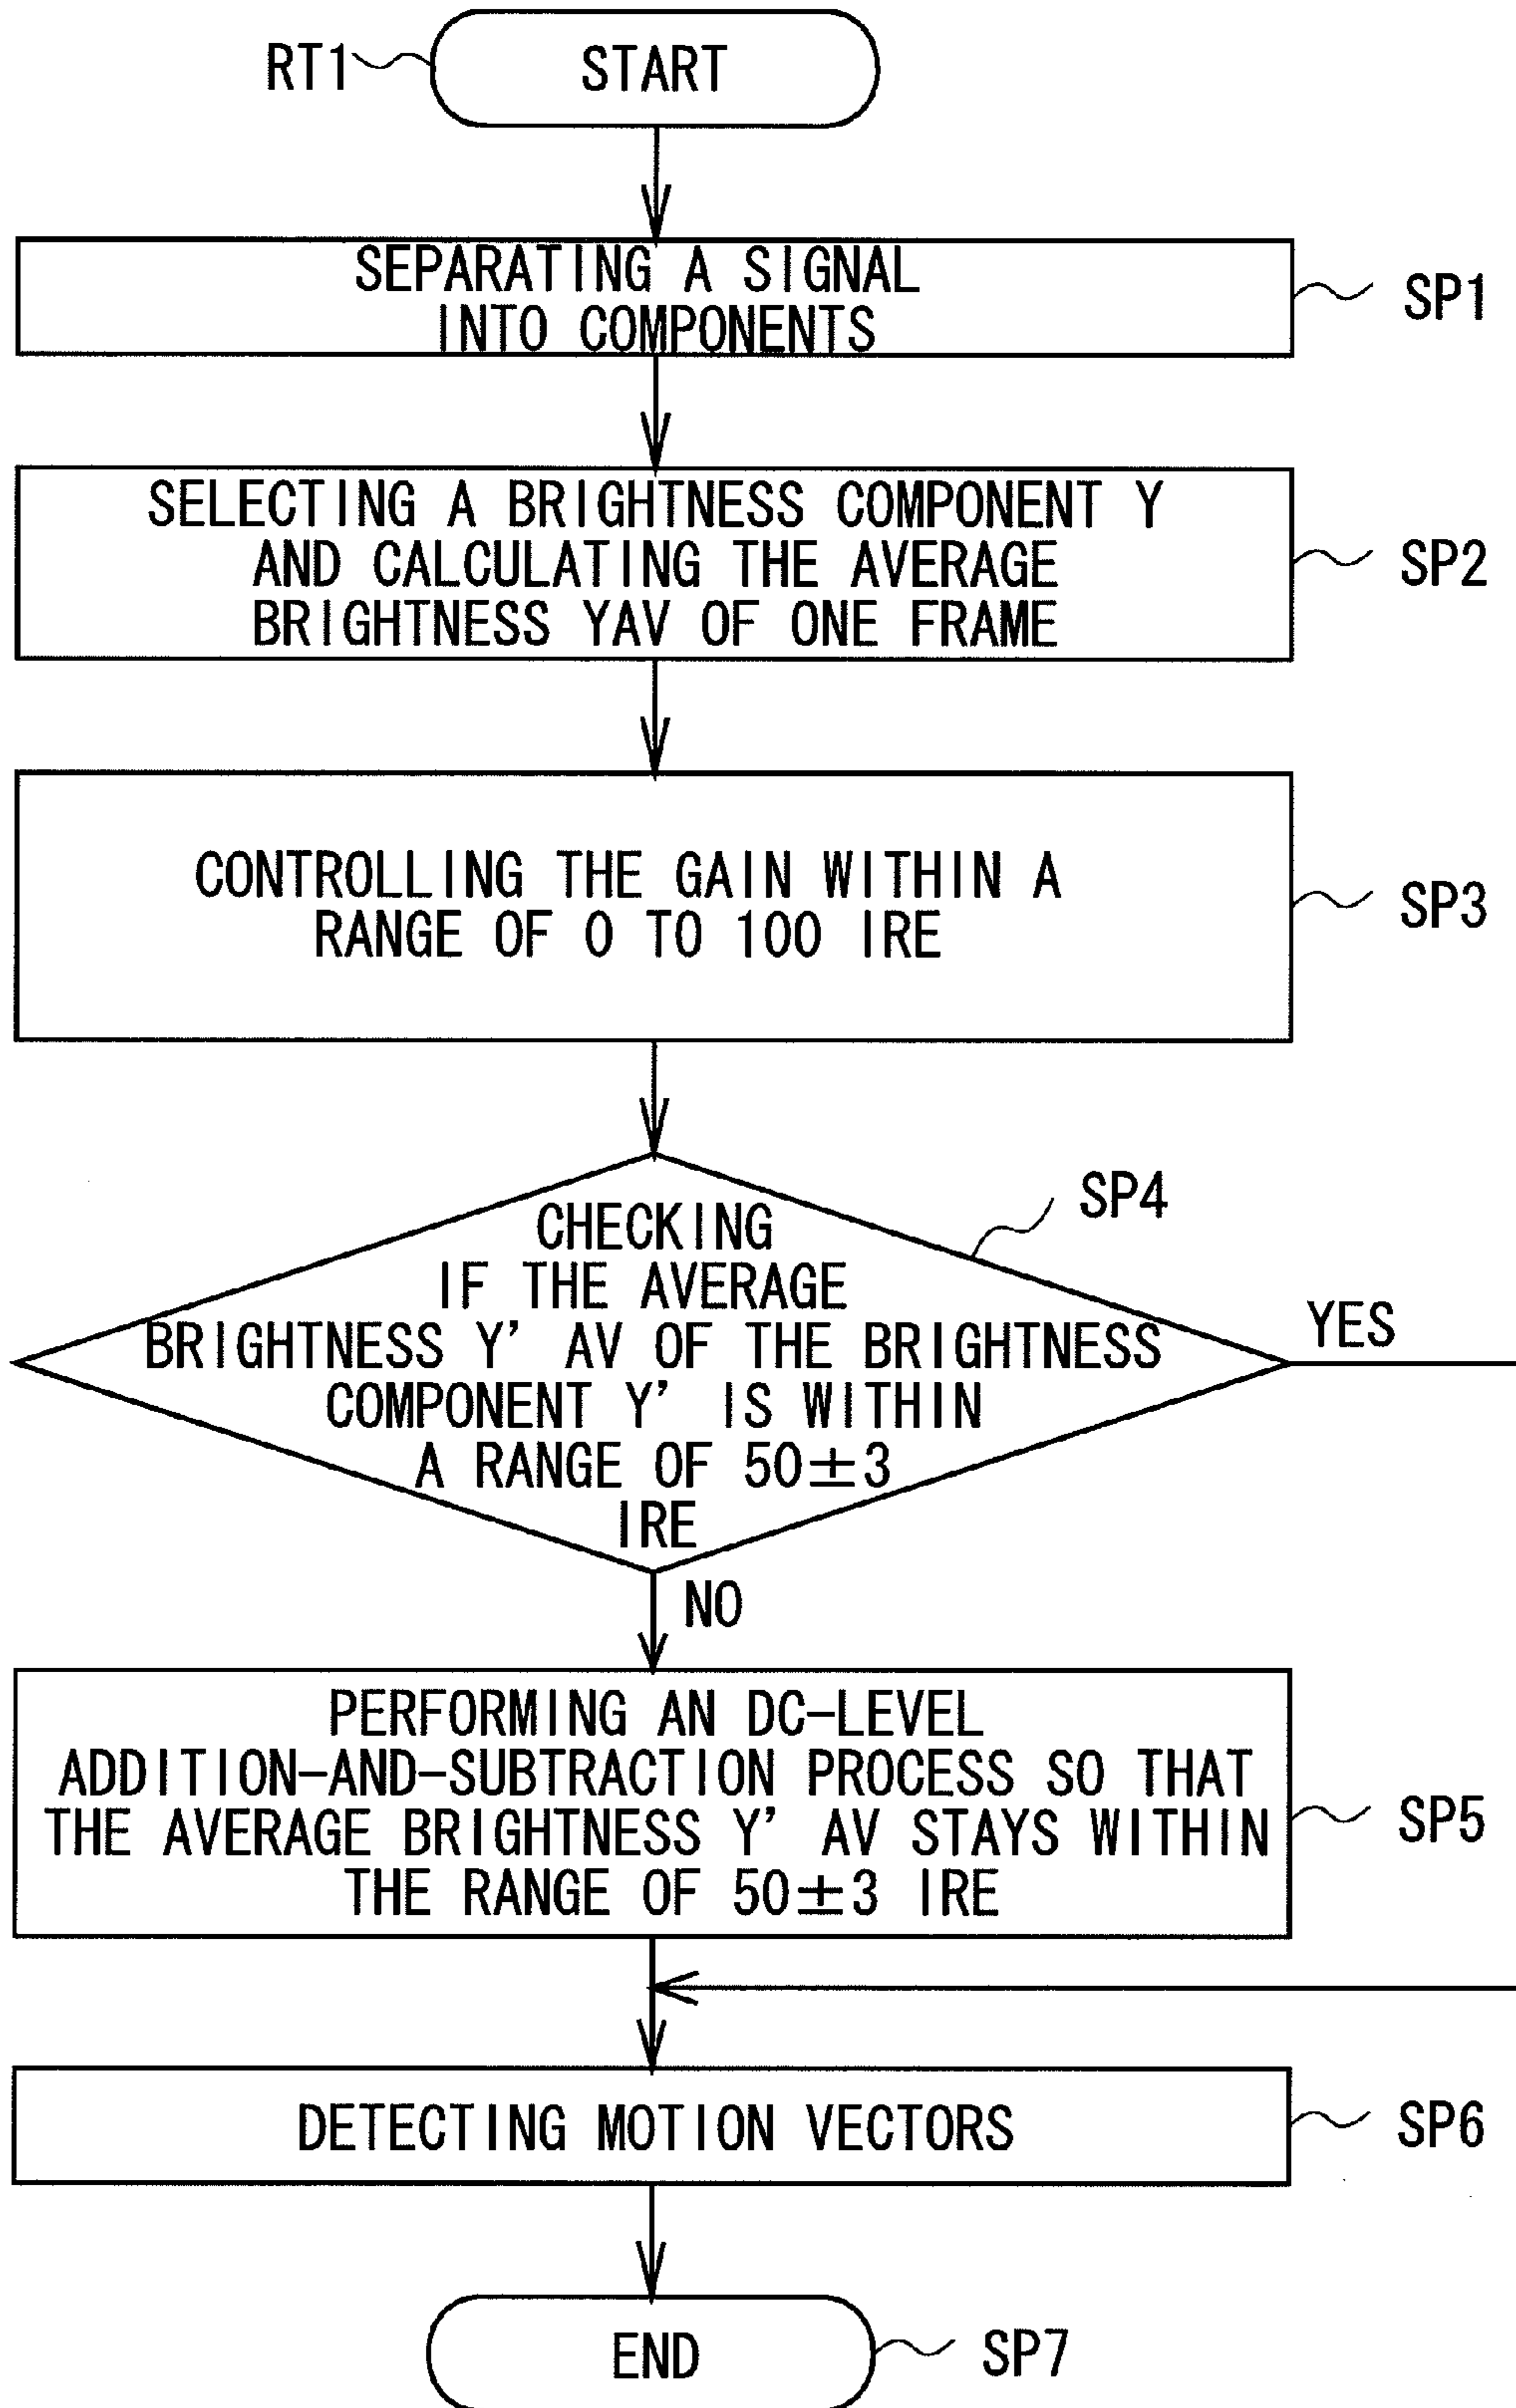 RT1
START
SEPARATING A SIGNAL
INTO COMPONENTS
SP1
SELECTING A BRIGHTNESS COMPONENT Y
AND CALCULATING THE AVERAGE
BRIGHTNESS YAV OF ONE FRAME
SP2
CONTROLLING THE GAIN WITHIN A
RANGE OF 0 TO 100 IRE
SP3
SP4
CHECKING
IF THE AVERAGE
BRIGHTNESS Y' AV OF THE BRIGHTNESS
COMPONENT Y' IS WITHIN
A RANGE OF 50±3
IRE
YES
NO
PERFORMING AN DC-LEVEL
ADDITION-AND-SUBTRACTION PROCESS SO THAT
THE AVERAGE BRIGHTNESS Y' AV STAYS WITHIN
THE RANGE OF 50±3 IRE
SP5
DETECTING MOTION VECTORS
SP6
END
SP7